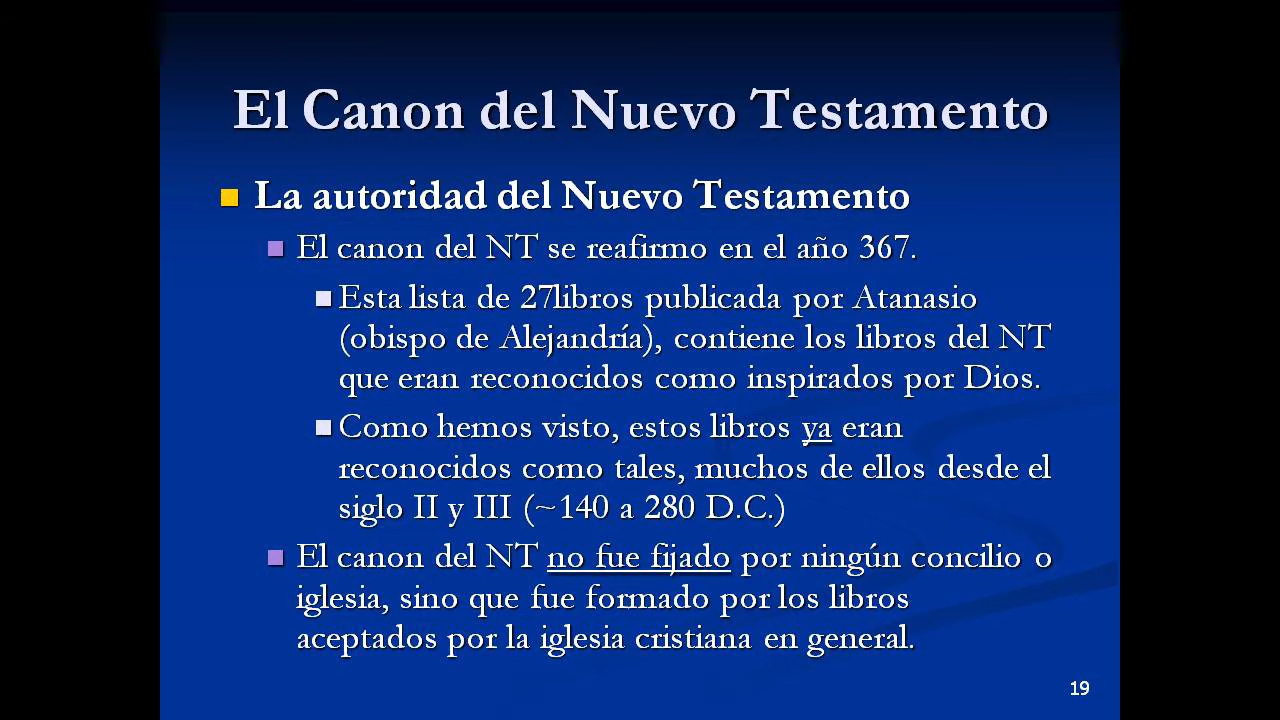 El Canon del Nuevo Testamento
La autoridad del Nuevo Testamento
El canon del NT se reafirmo en el año 367.
Esta lista de 27libros publicada por Atanasio
(obispo de Alejandría), contiene los libros del NT
que eran reconocidos como inspirados por Dios.
Como hemos visto, estos libros ya eran
reconocidos como tales, muchos de ellos desde el
siglo II y III (~140 a 280 D.C.)
El canon del NT no fue fijado por ningún concilio o
iglesia, sino que fue formado por los libros
aceptados por la iglesia cristiana en general.
19